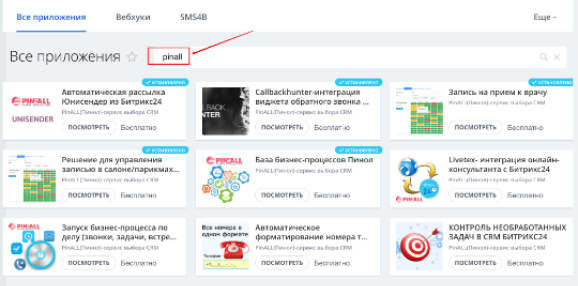 Все приложения
Вебхуки
SMS4B
Еще
Все приложения
pinall
УСТАНОВЛЕНО
УСТАНОВЛЕНО
УСТАНОВЛЕНО
PINALL
UNISENDER
Автоматическая рассылка
Юнисендер из Битрикс24
PinALL(Пинол)-сервис выбора CRM
ПОСМОТРЕТЬ Бесплатно
Callbackhunter-интеграция
виджета обратного звонка ...
PinALL(Пинол)-сервис выбора CRM
ПОСМОТРЕТЬ Бесплатно
Запись на прием к врачу
PinALL(Пинол)-сервис выбора CRM
ПОСМОТРЕТЬ Бесплатно
УСТАНОВЛЕНО
УСТАНОВЛЕНО
Решение для управления
записью в салоне/парикмах...
PinALL(Пинол)-сервис выбора CRM
ПОСМОТРЕТЬ Бесплатно
PINALL
База бизнес-процессов Пинол
PinALL(Пинол)-сервис выбора CRM
ПОСМОТРЕТЬ Бесплатно
Livetex- интеграция онлайн-
консультанта с Битрикс24
PinALL(Пинол)-сервис выбора CRM
ПОСМОТРЕТЬ Бесплатно
PINALL
Запуск бизнес-процесса по
делу (звонки, задачи, встре...
PinALL(Пинол)-сервис выбора CRM
ПОСМОТРЕТЬ Бесплатно
Все номера в
одном формате
Автоматическое
форматирование номера т...
PinALL(Пинол)-сервис выбора CRM
ПОСМОТРЕТЬ Бесплатно
КОНТРОЛЬ НЕОБРАБОТАННЫХ
ЗАДАЧ В CRM БИТРИКС24
PinALL(Пинол)-сервис выбора CRM
ПОСМОТРЕТЬ Бесплатно